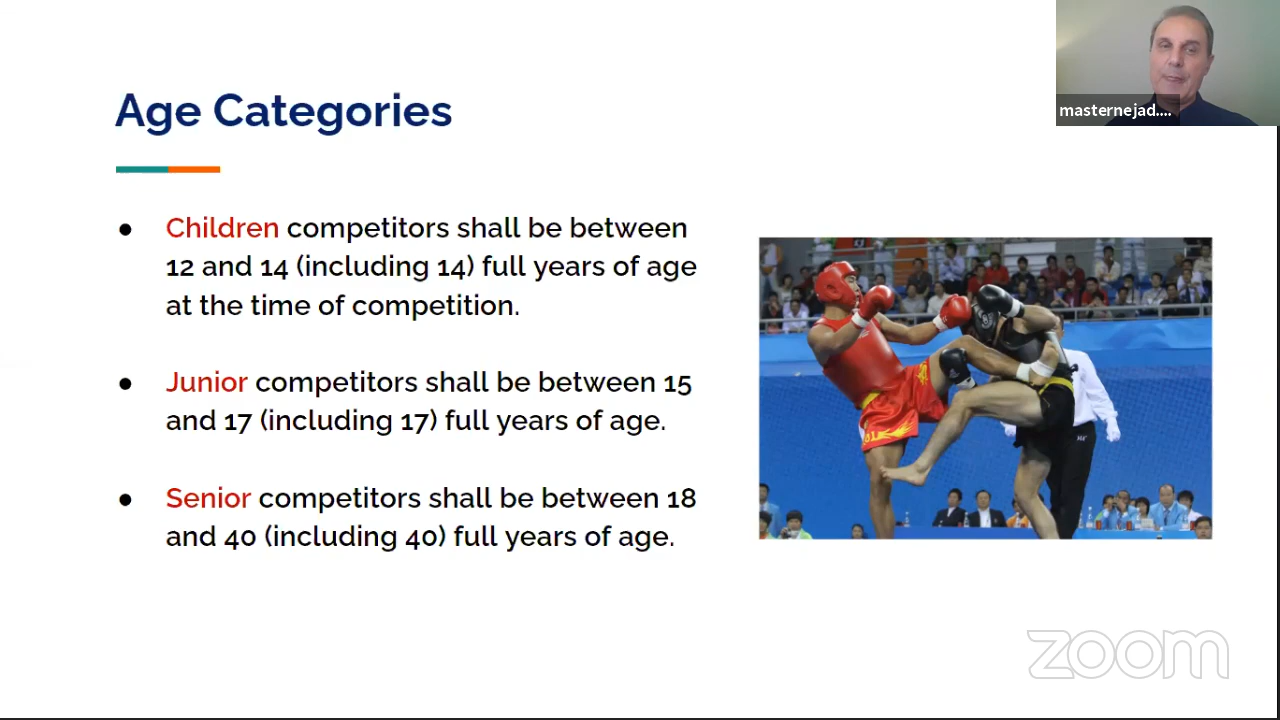 Age Categories
masternejad....
● Children competitors shall be between
12 and 14 (including 14) full years of age
at the time of competition.
● Junior competitors shall be between 15
and 17 (including 17) full years of age.
● Senior competitors shall be between 18
and 40 (including 40) full years of age.
zoom